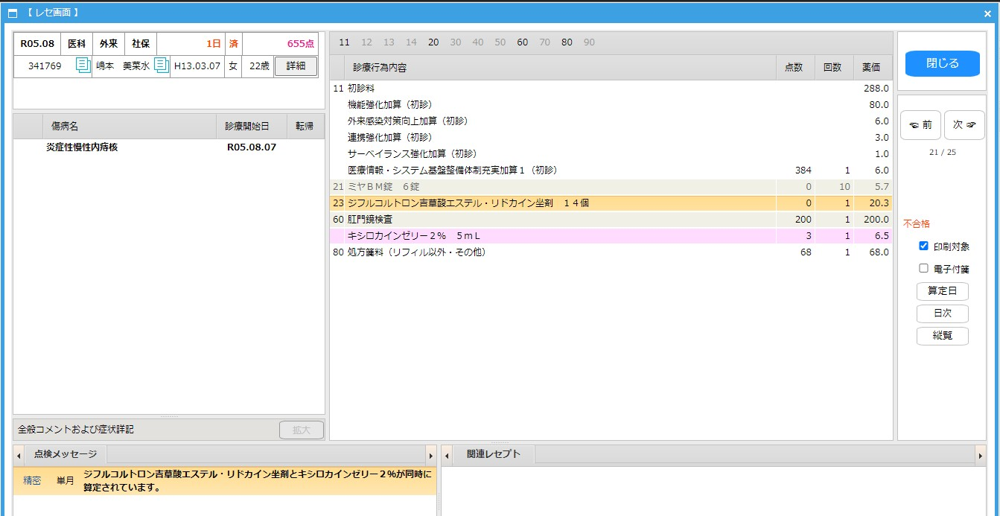 【 レセ画面 】
R05.08 医科 外来 社保 1日 済 655点
341769 嶋本 美菜水 H13.03.07 女 22歳 詳細
傷病名 診療開始日 転帰
炎症性慢性内痔核 R05.08.07
全般コメントおよび症状詳記 拡大
11 12 13 14 20 30 40 50 60 70 80 90
診療行為内容 点数 回数 薬価
11 初診料 288.0
機能強化加算（初診） 80.0
外来感染対策向上加算（初診） 6.0
連携強化加算（初診） 3.0
サーベイランス強化加算（初診） 1.0
医療情報・システム基盤整備体制充実加算１（初診） 384 1 6.0
21 ミヤＢＭ錠　６錠 0 10 5.7
23 ジフルコルトロン吉草酸エステル・リドカイン坐剤　１４個 0 1 20.3
60 肛門鏡検査 200 1 200.0
キシロカインゼリー２％　５ｍＬ 3 1 6.5
80 処方箋料（リフィル以外・その他） 68 1 68.0
閉じる
前 次
21 / 25
不合格
印刷対象
電子付箋
算定日
日次
縦覧
点検メッセージ
精密 単月 ジフルコルトロン吉草酸エステル・リドカイン坐剤とキシロカインゼリー２％が同時に
算定されています。
関連レセプト